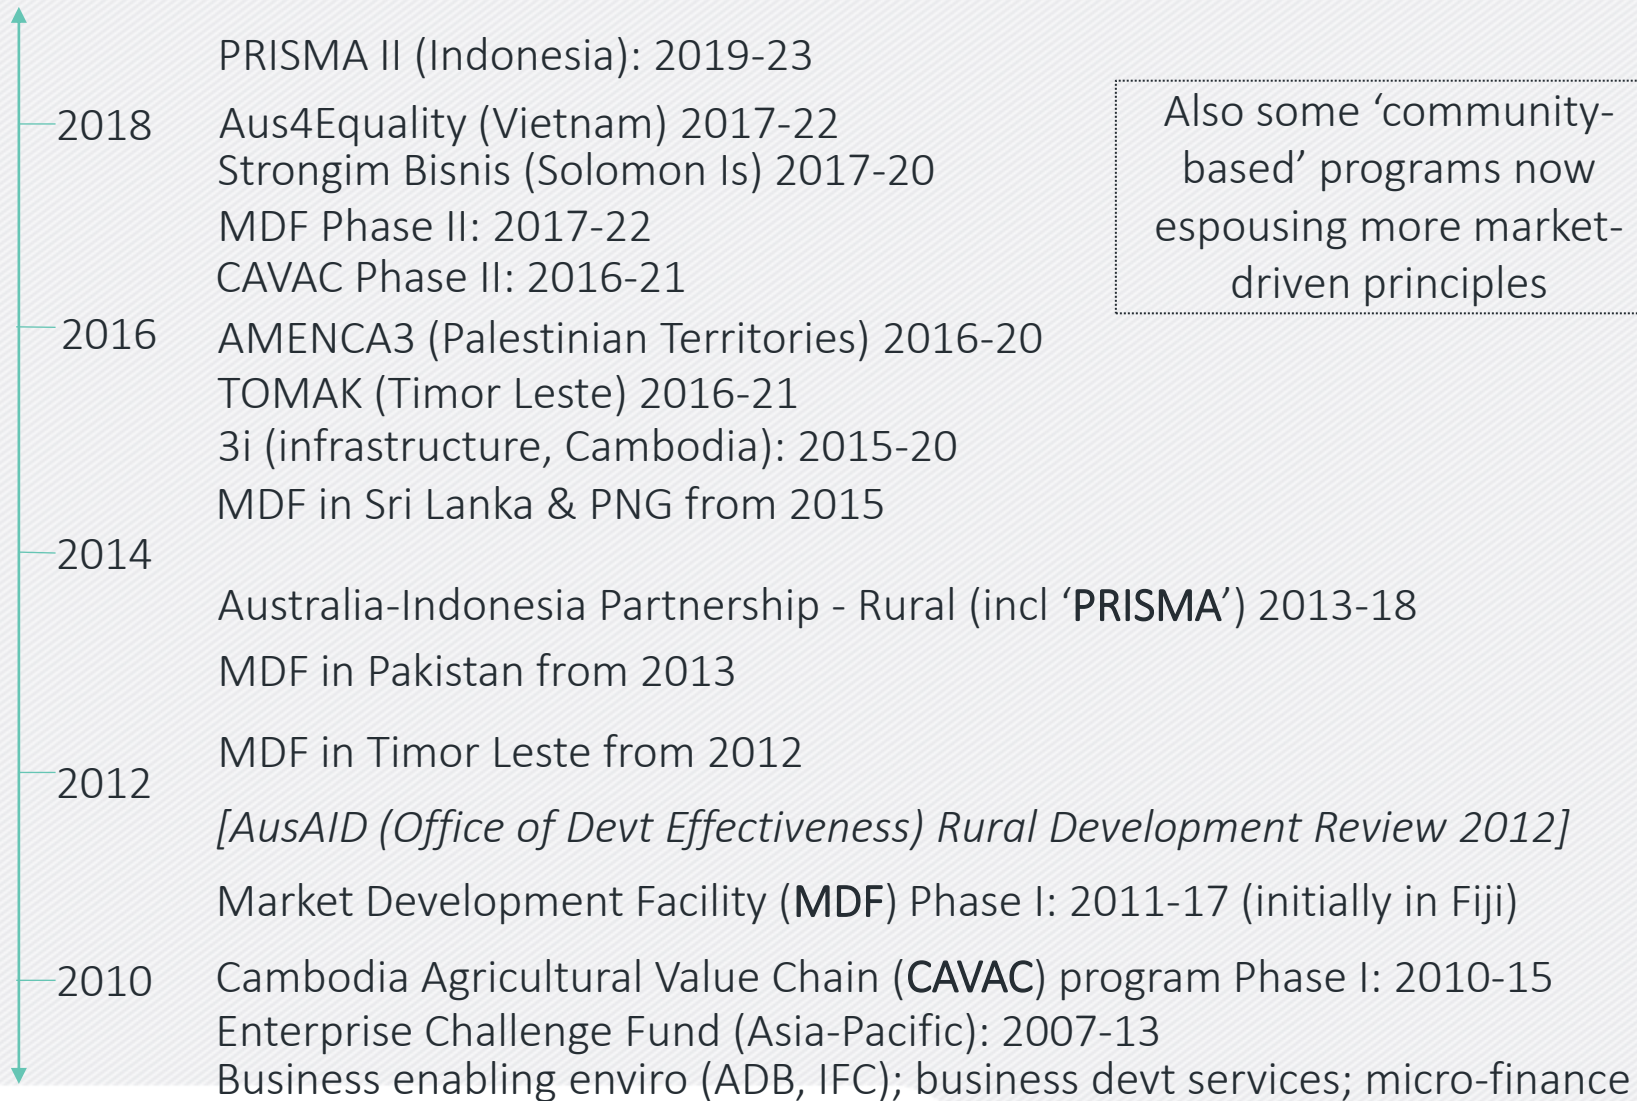 PRISMA II (Indonesia): 2019-23
2018
Aus4Equality (Vietnam) 2017-22
Strongim Bisnis (Solomon Is) 2017-20
MDF Phase II: 2017-22
CAVAC Phase II: 2016-21
Also some ‘community-
based’ programs now
espousing more market-
driven principles
2016
AMENCA3 (Palestinian Territories) 2016-20
TOMAK (Timor Leste) 2016-21
3i (infrastructure, Cambodia): 2015-20
MDF in Sri Lanka & PNG from 2015
2014
Australia-Indonesia Partnership - Rural (incl ‘PRISMA’) 2013-18
MDF in Pakistan from 2013
MDF in Timor Leste from 2012
2012
[AusAID (Office of Devt Effectiveness) Rural Development Review 2012]
Market Development Facility (MDF) Phase I: 2011-17 (initially in Fiji)
2010
Cambodia Agricultural Value Chain (CAVAC) program Phase I: 2010-15
Enterprise Challenge Fund (Asia-Pacific): 2007-13
Business enabling enviro (ADB, IFC); business devt services; micro-finance